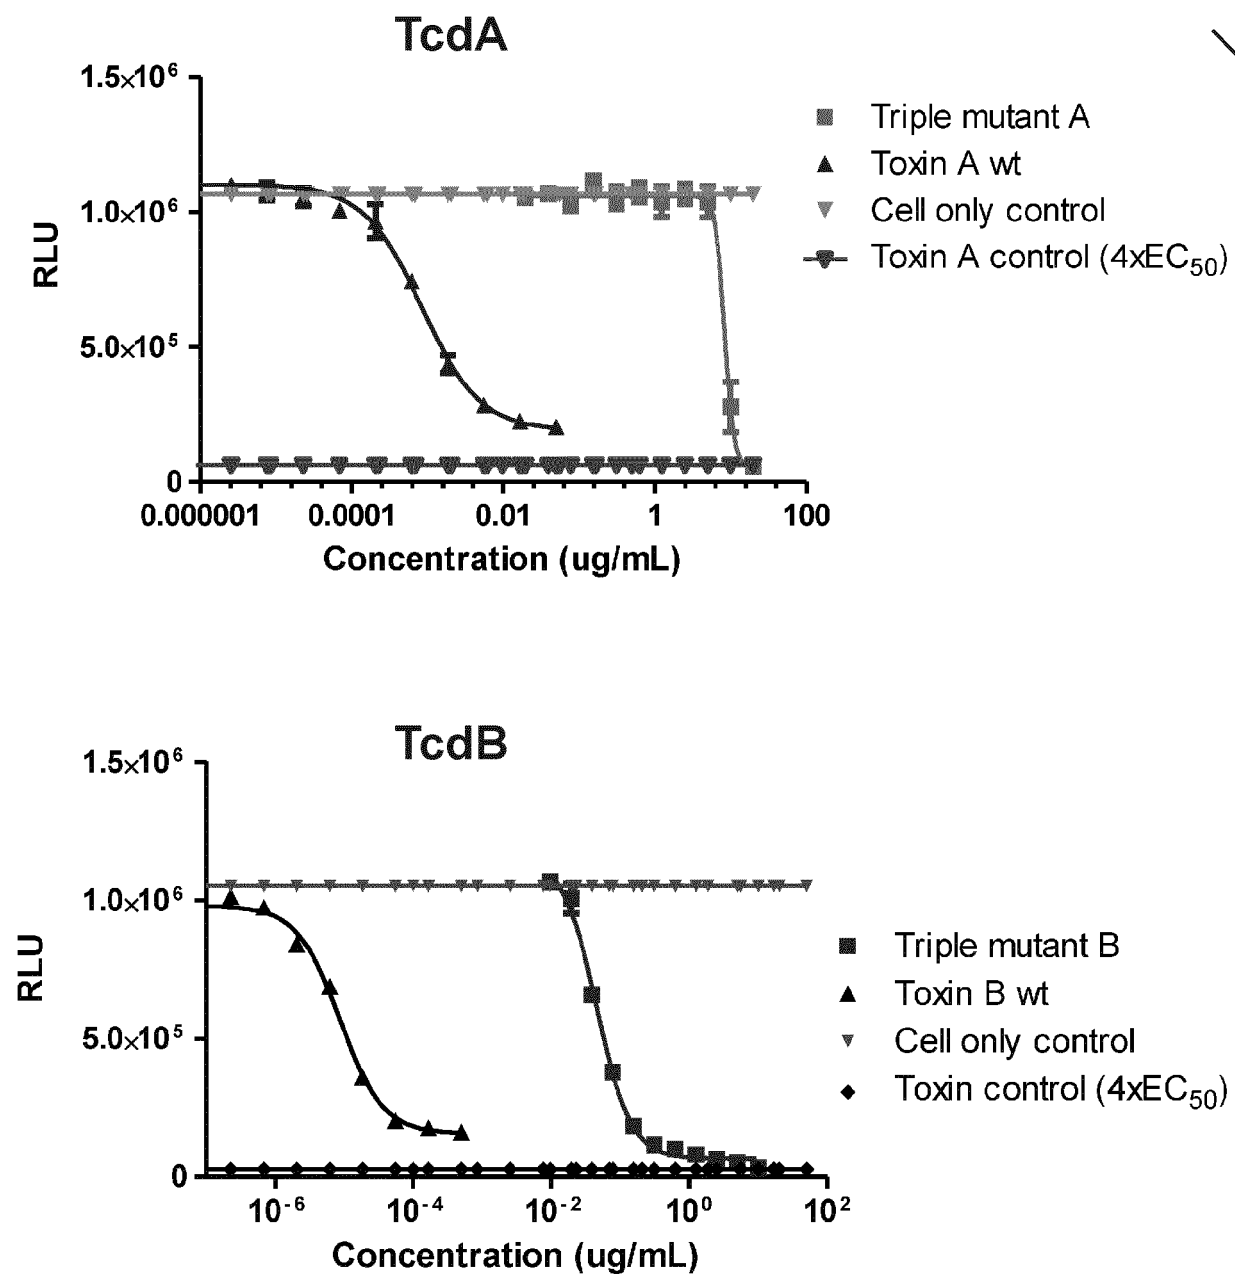 TcdA
1.5×10⁶
1.0×10⁶
5.0×10⁵
0
RLU
0.000001 0.0001 0.01 1 100
Concentration (ug/mL)
Triple mutant A
Toxin A wt
Cell only control
Toxin A control (4xEC₅₀)
TcdB
1.5×10⁶
1.0×10⁶
5.0×10⁵
0
RLU
10⁻⁶ 10⁻⁴ 10⁻² 10⁰ 10²
Concentration (ug/mL)
Triple mutant B
Toxin B wt
Cell only control
Toxin control (4xEC₅₀)